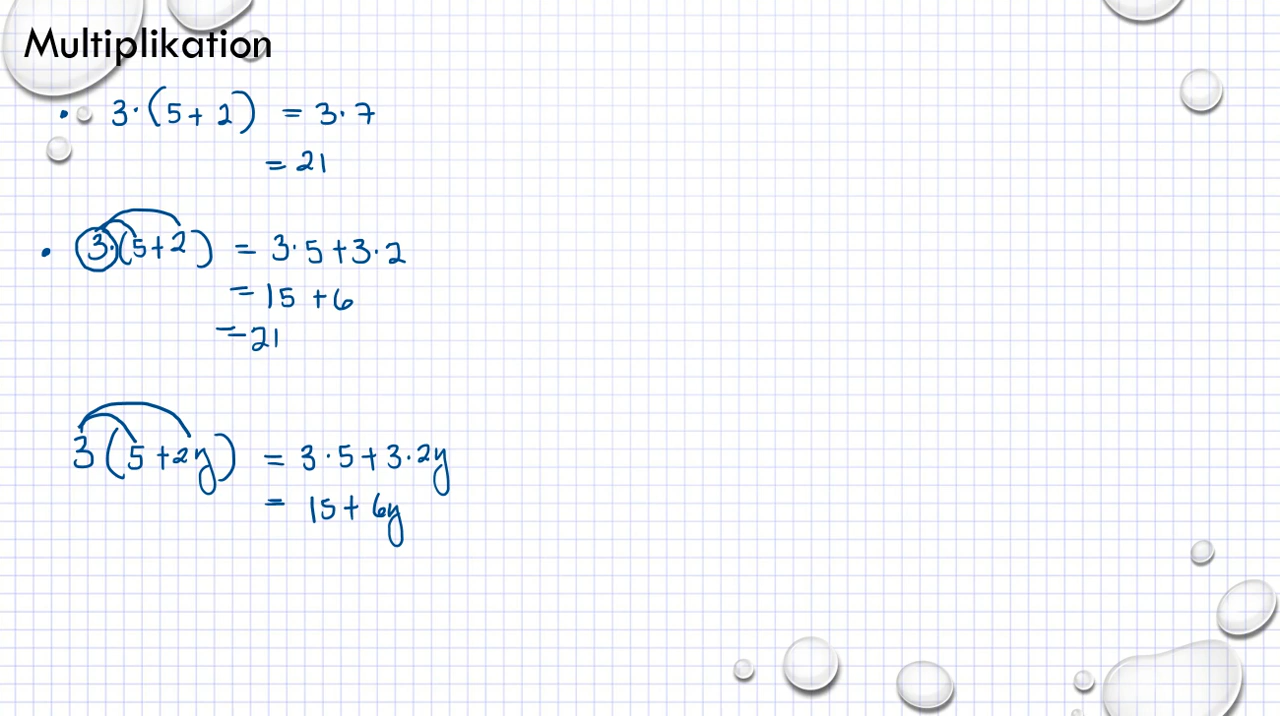 Multiplikation
• 3·(5+2) = 3·7
= 21
• 3·(5+2) = 3·5+3·2
= 15 +6
= 21
3(5+2y) = 3·5+3·2y
= 15+ 6y